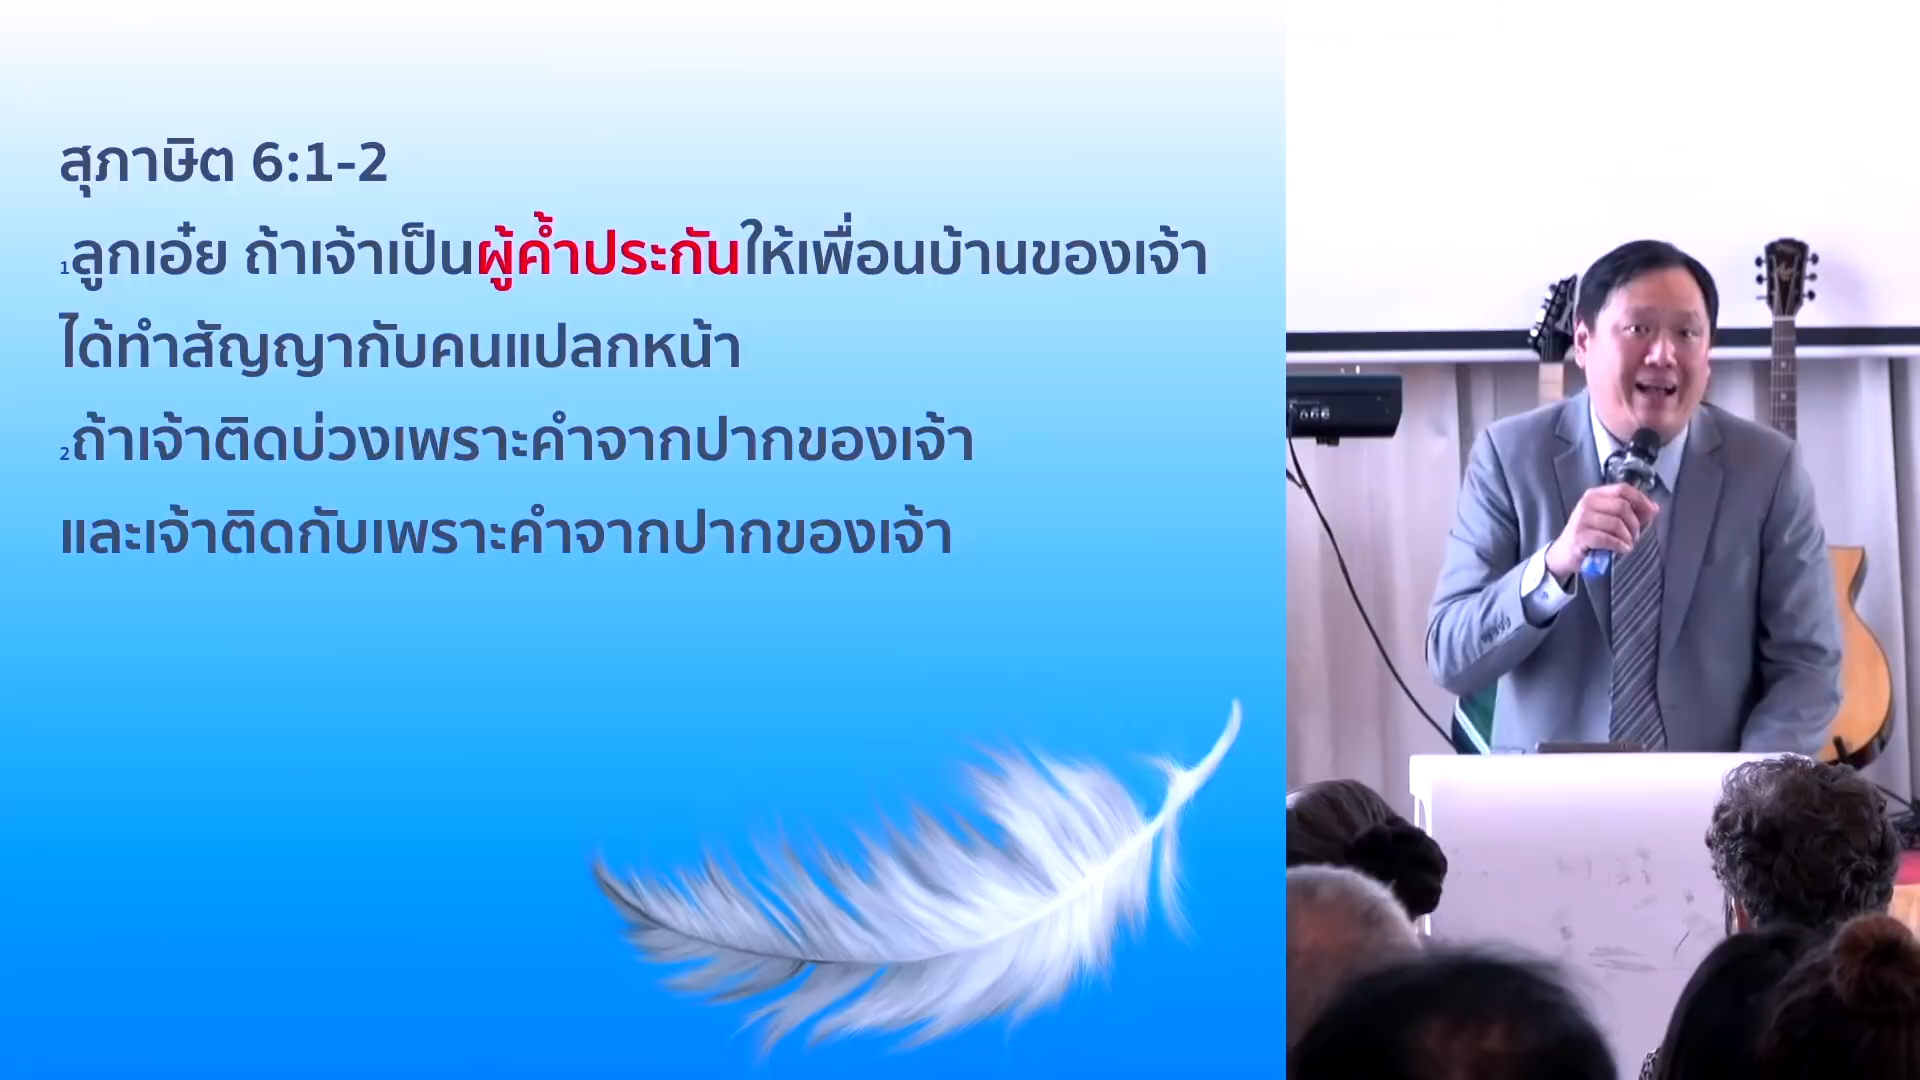 สุภาษิต 6:1-2
1ลูกเอ๋ย ถ้าเจ้าเป็นผู้ค้ำประกันให้เพื่อนบ้านของเจ้า
ได้ทำสัญญากับคนแปลกหน้า
2ถ้าเจ้าติดบ่วงเพราะคำจากปากของเจ้า
และเจ้าติดกับเพราะคำจากปากของเจ้า